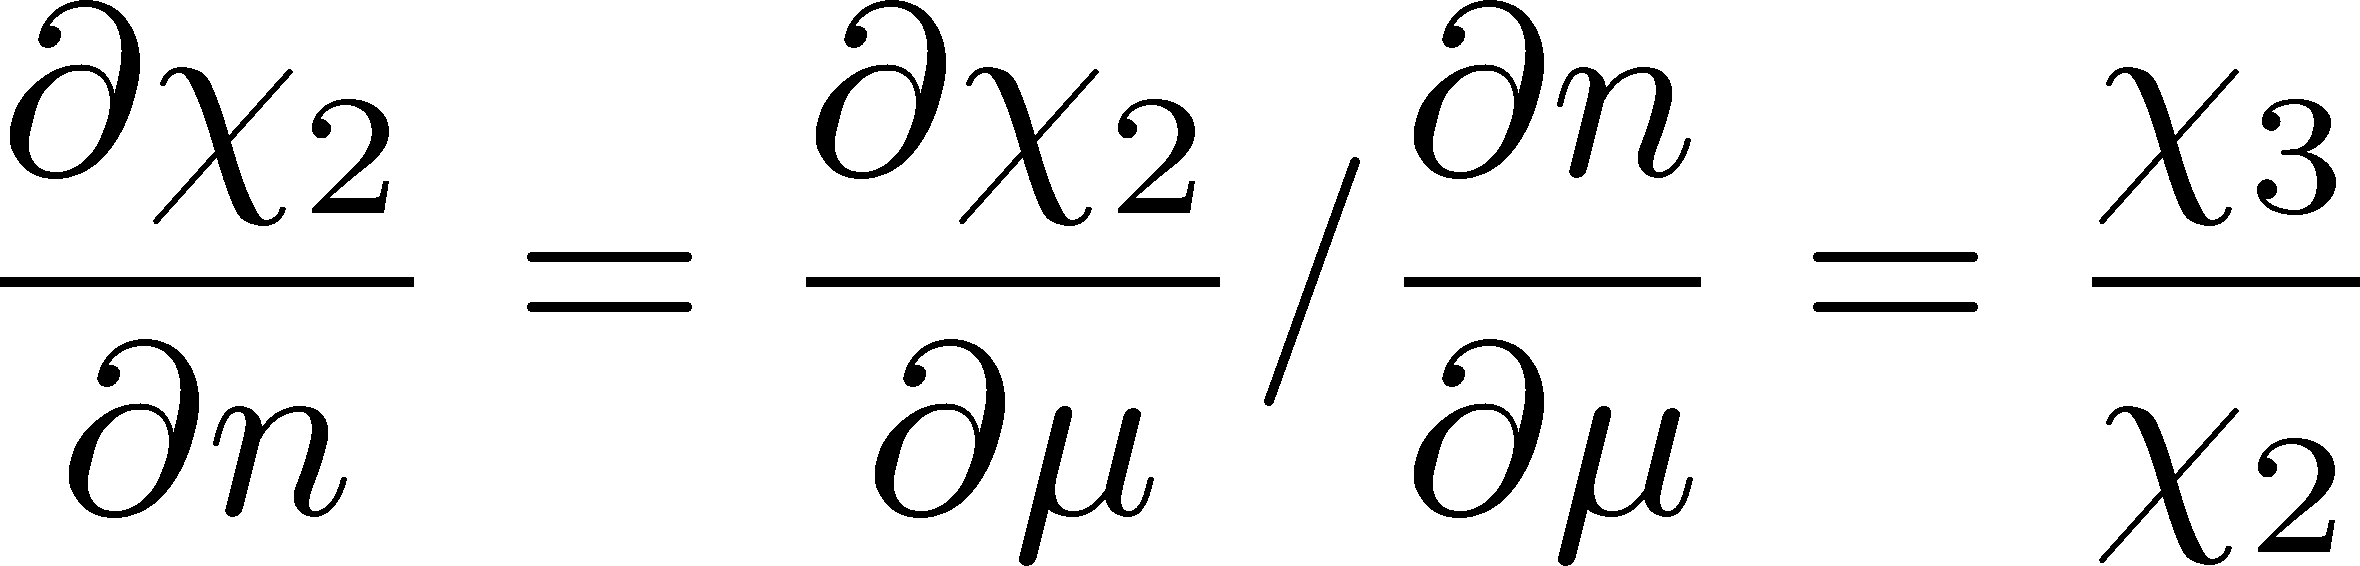 ∂χ₂/∂n = ∂χ₂/∂μ / ∂n/∂μ = χ₃/χ₂